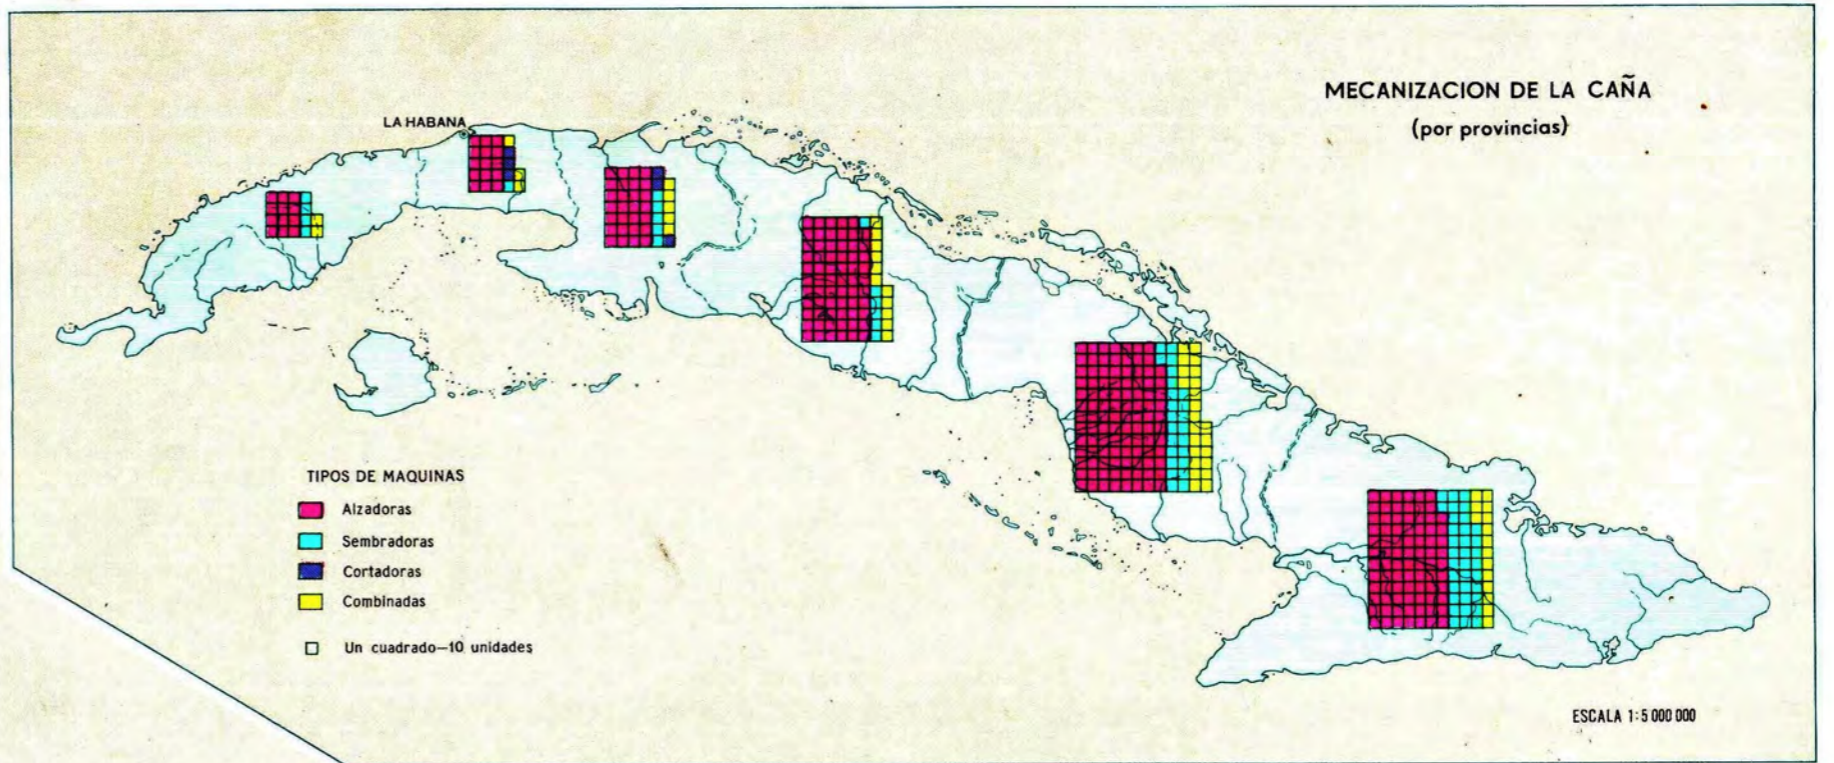 MECANIZACION DE LA CAÑA
(por provincias)
LA HABANA
TIPOS DE MAQUINAS
Alzadoras
Sembradoras
Cortadoras
Combinadas
Un cuadrado—10 unidades
ESCALA 1:5 000 000